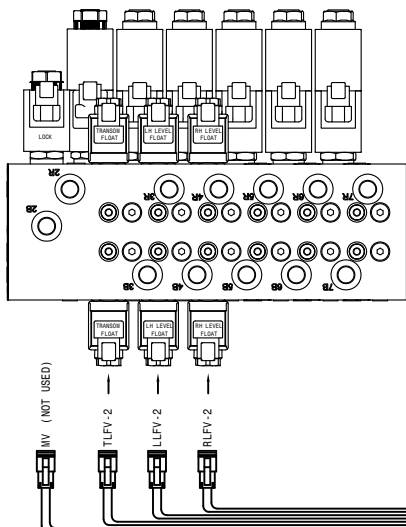 LOCK
TRANSOM
FLOAT
LH LEVEL
FLOAT
RH LEVEL
FLOAT
2R
3R
4R
5R
6R
7R
2B
3B
4B
5B
6B
7B
TRANSOM
FLOAT
LH LEVEL
FLOAT
RH LEVEL
FLOAT
MV (NOT USED)
TLFV-2
LLFV-2
RLFV-2